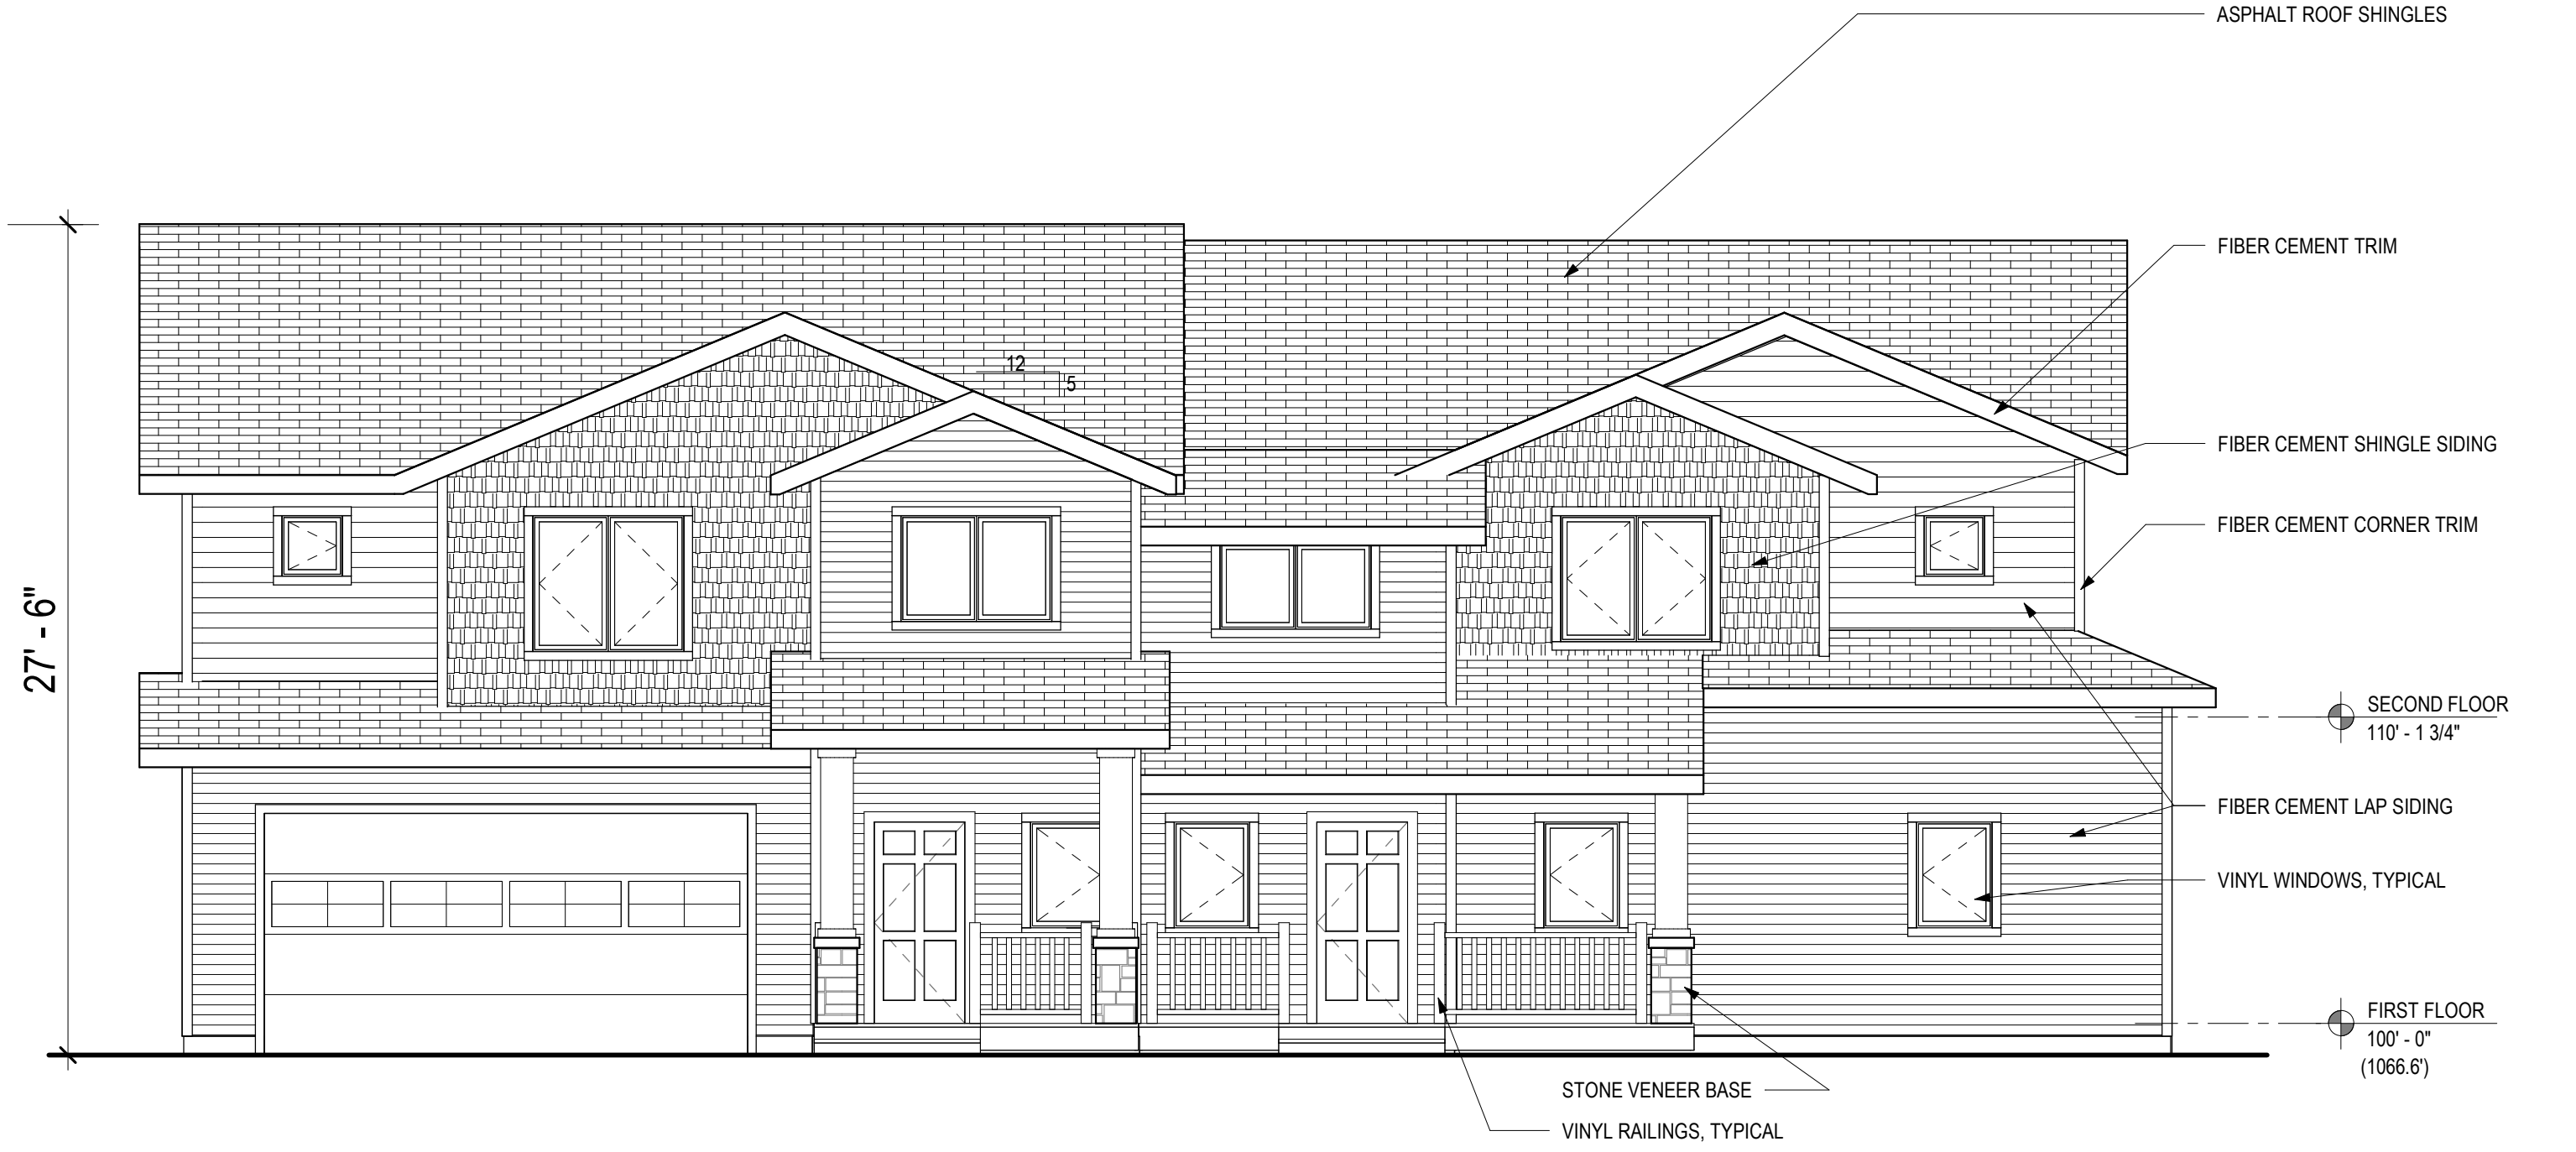 ASPHALT ROOF SHINGLES
FIBER CEMENT TRIM
12
5
FIBER CEMENT SHINGLE SIDING
FIBER CEMENT CORNER TRIM
27' - 6"
SECOND FLOOR
110' - 1 3/4"
FIBER CEMENT LAP SIDING
VINYL WINDOWS, TYPICAL
FIRST FLOOR
100' - 0"
(1066.6')
STONE VENEER BASE
VINYL RAILINGS, TYPICAL